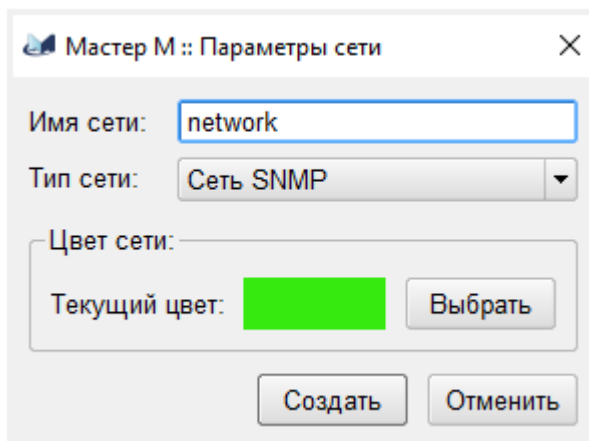 Мастер М :: Параметры сети
Имя сети: network
Тип сети: Сеть SNMP
Цвет сети:
Текущий цвет: Выбрать
Создать Отменить